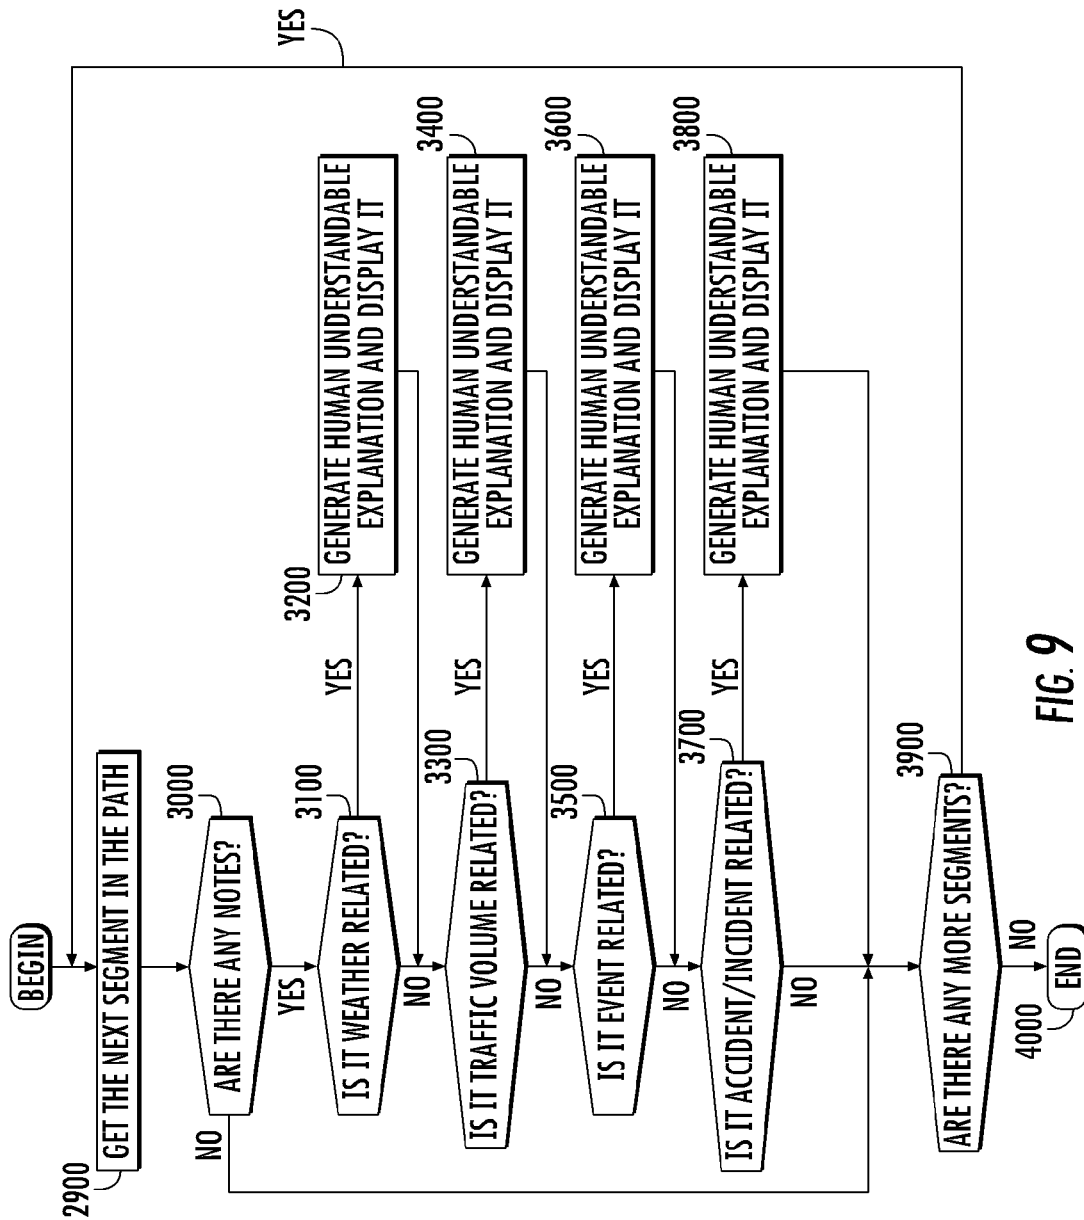 BEGIN
2900
GET THE NEXT SEGMENT IN THE PATH
3000
ARE THERE ANY NOTES?
NO
YES
3100
IS IT WEATHER RELATED?
YES
3200
GENERATE HUMAN UNDERSTANDABLE
EXPLANATION AND DISPLAY IT
NO
3300
IS IT TRAFFIC VOLUME RELATED?
YES
3400
GENERATE HUMAN UNDERSTANDABLE
EXPLANATION AND DISPLAY IT
NO
3500
IS IT EVENT RELATED?
YES
3600
GENERATE HUMAN UNDERSTANDABLE
EXPLANATION AND DISPLAY IT
NO
3700
IS IT ACCIDENT/INCIDENT RELATED?
YES
3800
GENERATE HUMAN UNDERSTANDABLE
EXPLANATION AND DISPLAY IT
NO
3900
ARE THERE ANY MORE SEGMENTS?
YES
NO
4000
END
FIG. 9